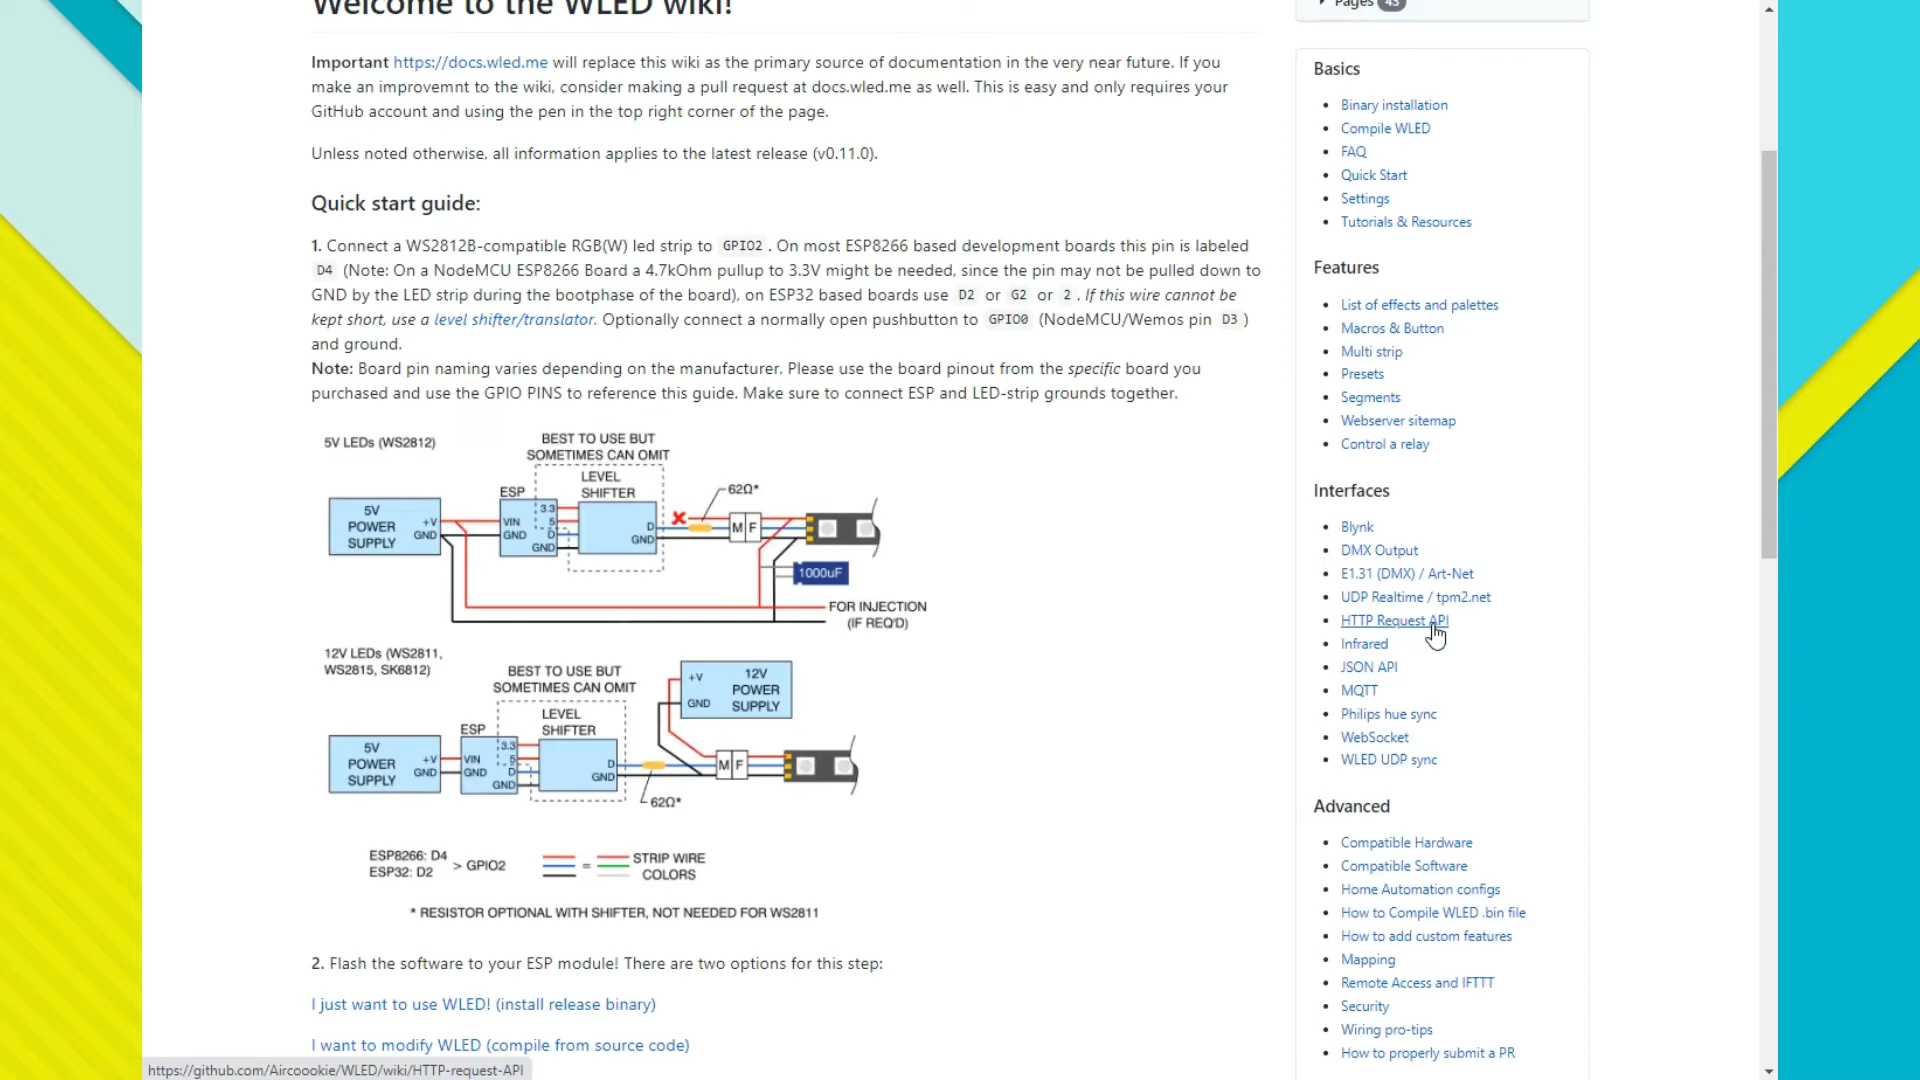 Welcome to the WLED wiki!
Important https://docs.wled.me will replace this wiki as the primary source of documentation in the very near future. If you
make an improvemnt to the wiki, consider making a pull request at docs.wled.me as well. This is easy and only requires your
GitHub account and using the pen in the top right corner of the page.
Unless noted otherwise, all information applies to the latest release (v0.11.0).
Quick start guide:
1. Connect a WS2812B-compatible RGB(W) led strip to GPIO2 . On most ESP8266 based development boards this pin is labeled
D4 (Note: On a NodeMCU ESP8266 Board a 4.7kOhm pullup to 3.3V might be needed, since the pin may not be pulled down to
GND by the LED strip during the bootphase of the board), on ESP32 based boards use D2 or G2 or 2 . If this wire cannot be
kept short, use a level shifter/translator. Optionally connect a normally open pushbutton to GPIO0 (NodeMCU/Wemos pin D3 )
and ground.
Note: Board pin naming varies depending on the manufacturer. Please use the board pinout from the specific board you
purchased and use the GPIO PINS to reference this guide. Make sure to connect ESP and LED-strip grounds together.
5V LEDs (WS2812)
BEST TO USE BUT
SOMETIMES CAN OMIT
LEVEL
SHIFTER
ESP
62Ω*
5V
POWER
SUPPLY
+V
GND
VIN
GND
3.3
5
D
GND
D
GND
M F
1000uF
FOR INJECTION
(IF REQ'D)
12V LEDs (WS2811,
WS2815, SK6812)
BEST TO USE BUT
SOMETIMES CAN OMIT
+V
GND
12V
POWER
SUPPLY
LEVEL
SHIFTER
ESP
5V
POWER
SUPPLY
+V
GND
VIN
GND
3.3
5
D
GND
D
GND
M F
62Ω*
ESP8266: D4
ESP32: D2
> GPIO2
=
STRIP WIRE
COLORS
* RESISTOR OPTIONAL WITH SHIFTER, NOT NEEDED FOR WS2811
2. Flash the software to your ESP module! There are two options for this step:
I just want to use WLED! (install release binary)
I want to modify WLED (compile from source code)
https://github.com/Aircoookie/WLED/wiki/HTTP-request-API
Pages 43
Basics
Binary installation
Compile WLED
FAQ
Quick Start
Settings
Tutorials & Resources
Features
List of effects and palettes
Macros & Button
Multi strip
Presets
Segments
Webserver sitemap
Control a relay
Interfaces
Blynk
DMX Output
E1.31 (DMX) / Art-Net
UDP Realtime / tpm2.net
HTTP Request API
Infrared
JSON API
MQTT
Philips hue sync
WebSocket
WLED UDP sync
Advanced
Compatible Hardware
Compatible Software
Home Automation configs
How to Compile WLED .bin file
How to add custom features
Mapping
Remote Access and IFTTT
Security
Wiring pro-tips
How to properly submit a PR